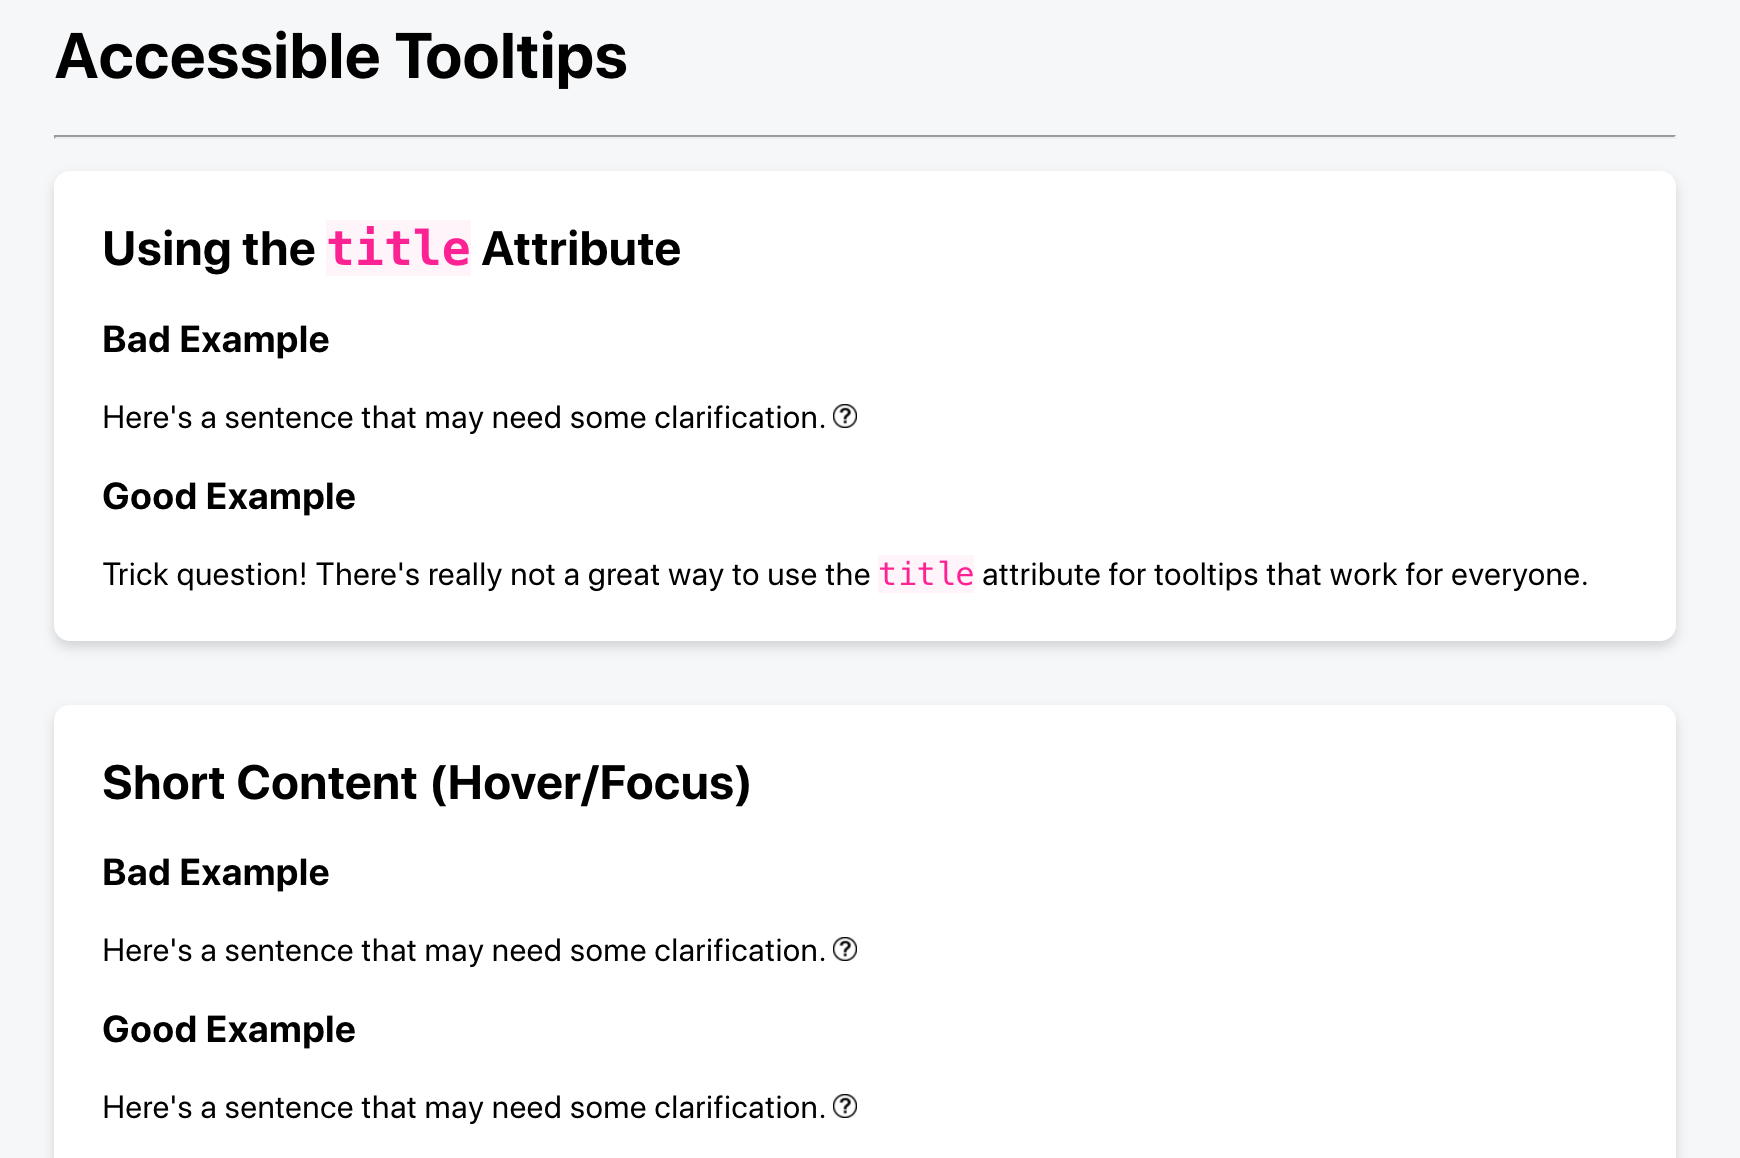 Accessible Tooltips
Using the title Attribute
Bad Example
Here's a sentence that may need some clarification. ?
Good Example
Trick question! There's really not a great way to use the title attribute for tooltips that work for everyone.
Short Content (Hover/Focus)
Bad Example
Here's a sentence that may need some clarification. ?
Good Example
Here's a sentence that may need some clarification. ?